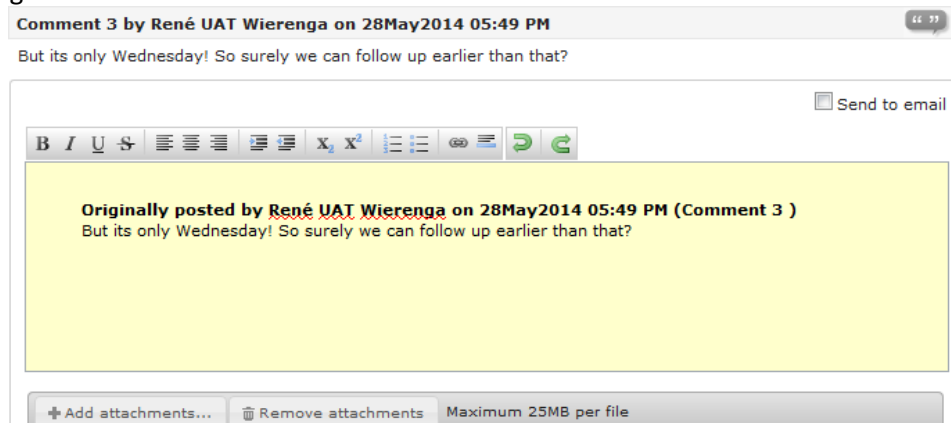 Comment 3 by René UAT Wierenga on 28May2014 05:49 PM
But its only Wednesday! So surely we can follow up earlier than that?
Send to email
B I U S X₂ X²
Originally posted by René UAT Wierenga on 28May2014 05:49 PM (Comment 3 )
But its only Wednesday! So surely we can follow up earlier than that?
Add attachments... Remove attachments Maximum 25MB per file